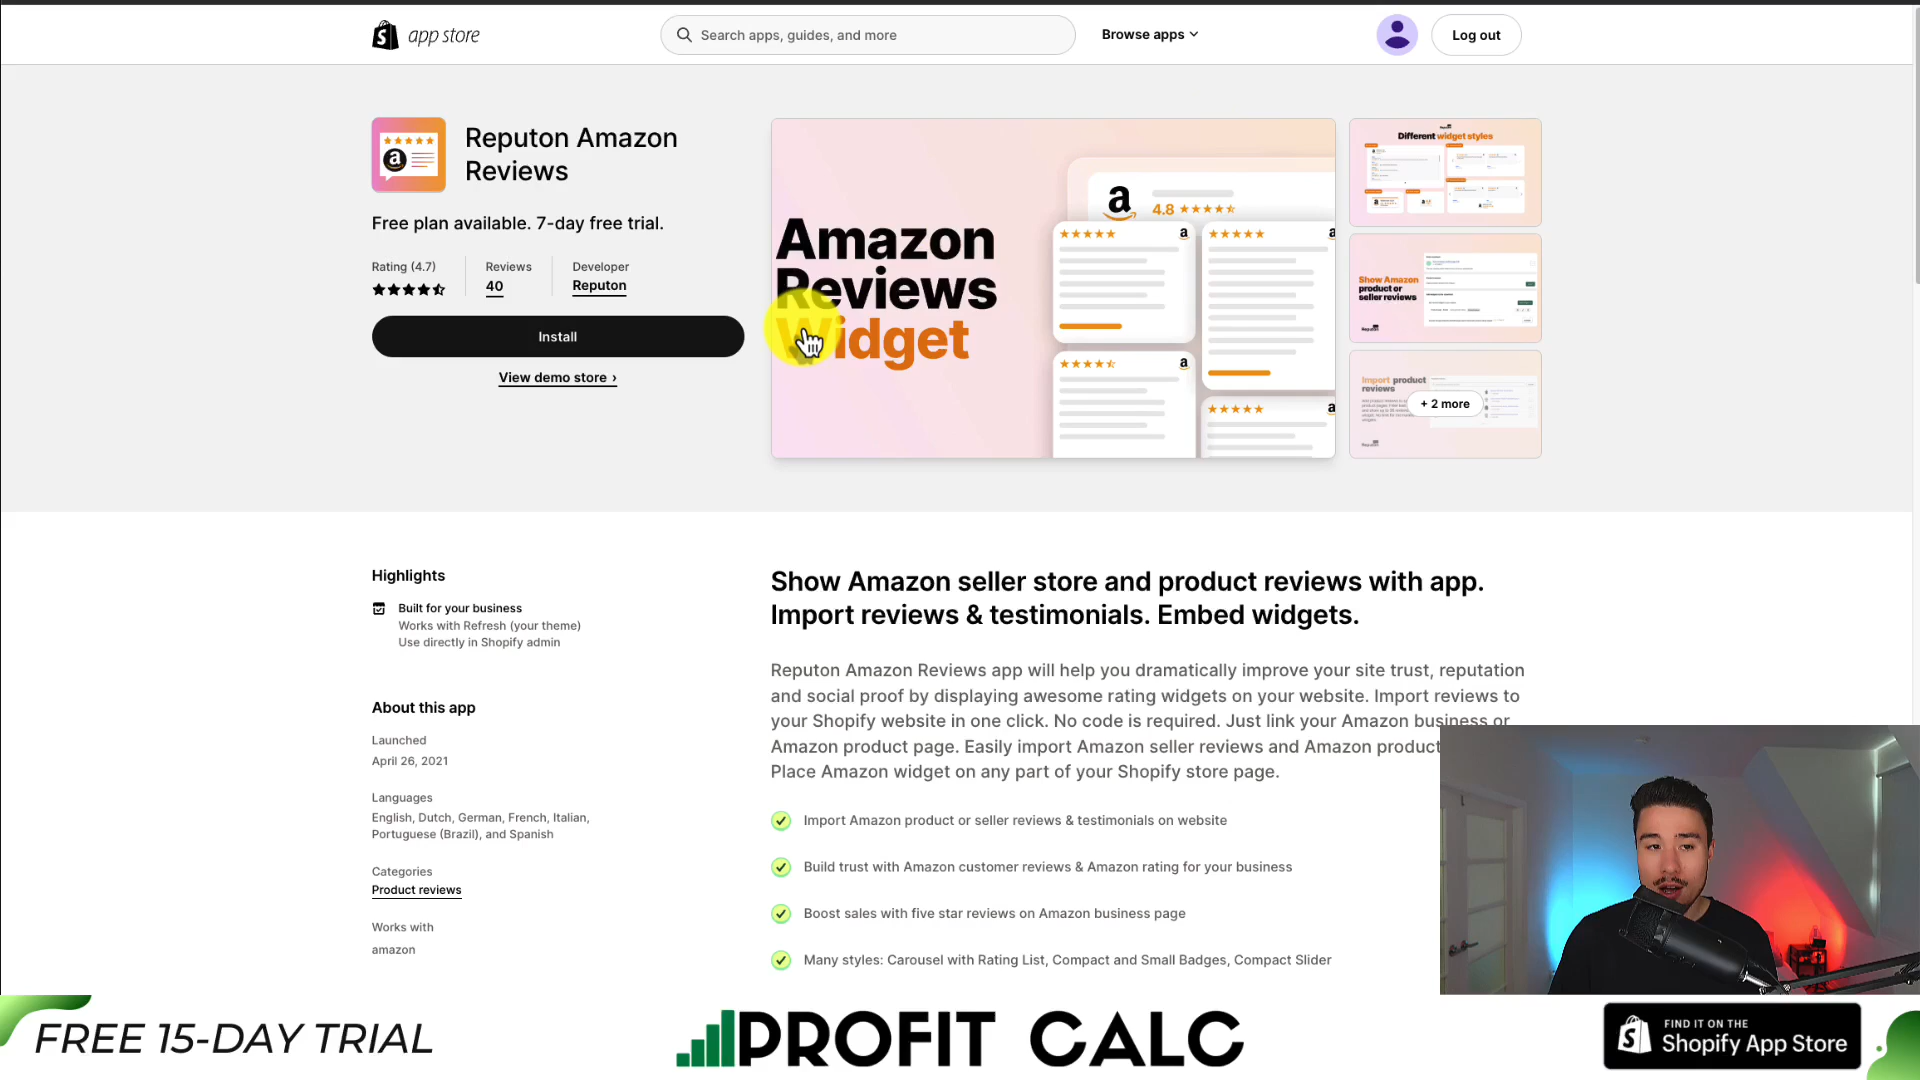 app store
Search apps, guides, and more
Browse apps
Log out
Reputon Amazon
Reviews
Free plan available. 7-day free trial.
Rating (4.7)
Reviews
40
Developer
Reputon
Install
View demo store ›
Amazon
Reviews
Widget
4.8
Different widget styles
Show Amazon
product or
seller reviews
Reputon
Import product
reviews
+ 2 more
Highlights
Built for your business
Works with Refresh (your theme)
Use directly in Shopify admin
About this app
Launched
April 26, 2021
Languages
English, Dutch, German, French, Italian,
Portuguese (Brazil), and Spanish
Categories
Product reviews
Works with
amazon
Show Amazon seller store and product reviews with app.
Import reviews & testimonials. Embed widgets.
Reputon Amazon Reviews app will help you dramatically improve your site trust, reputation
and social proof by displaying awesome rating widgets on your website. Import reviews to
your Shopify website in one click. No code is required. Just link your Amazon business or
Amazon product page. Easily import Amazon seller reviews and Amazon product
Place Amazon widget on any part of your Shopify store page.
Import Amazon product or seller reviews & testimonials on website
Build trust with Amazon customer reviews & Amazon rating for your business
Boost sales with five star reviews on Amazon business page
Many styles: Carousel with Rating List, Compact and Small Badges, Compact Slider
FREE 15-DAY TRIAL
PROFIT CALC
FIND IT ON THE
Shopify App Store